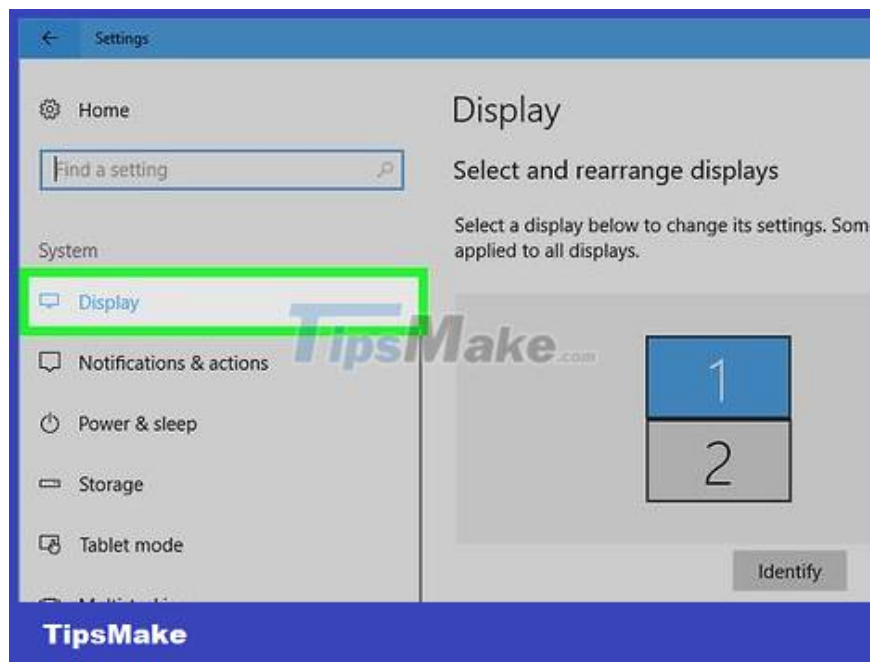 Settings
Home
Find a setting
System
Display
Notifications & actions
Power & sleep
Storage
Tablet mode
Display
Select and rearrange displays
Select a display below to change its settings. Som
applied to all displays.
1
2
Identify
TipsMake.com
TipsMake